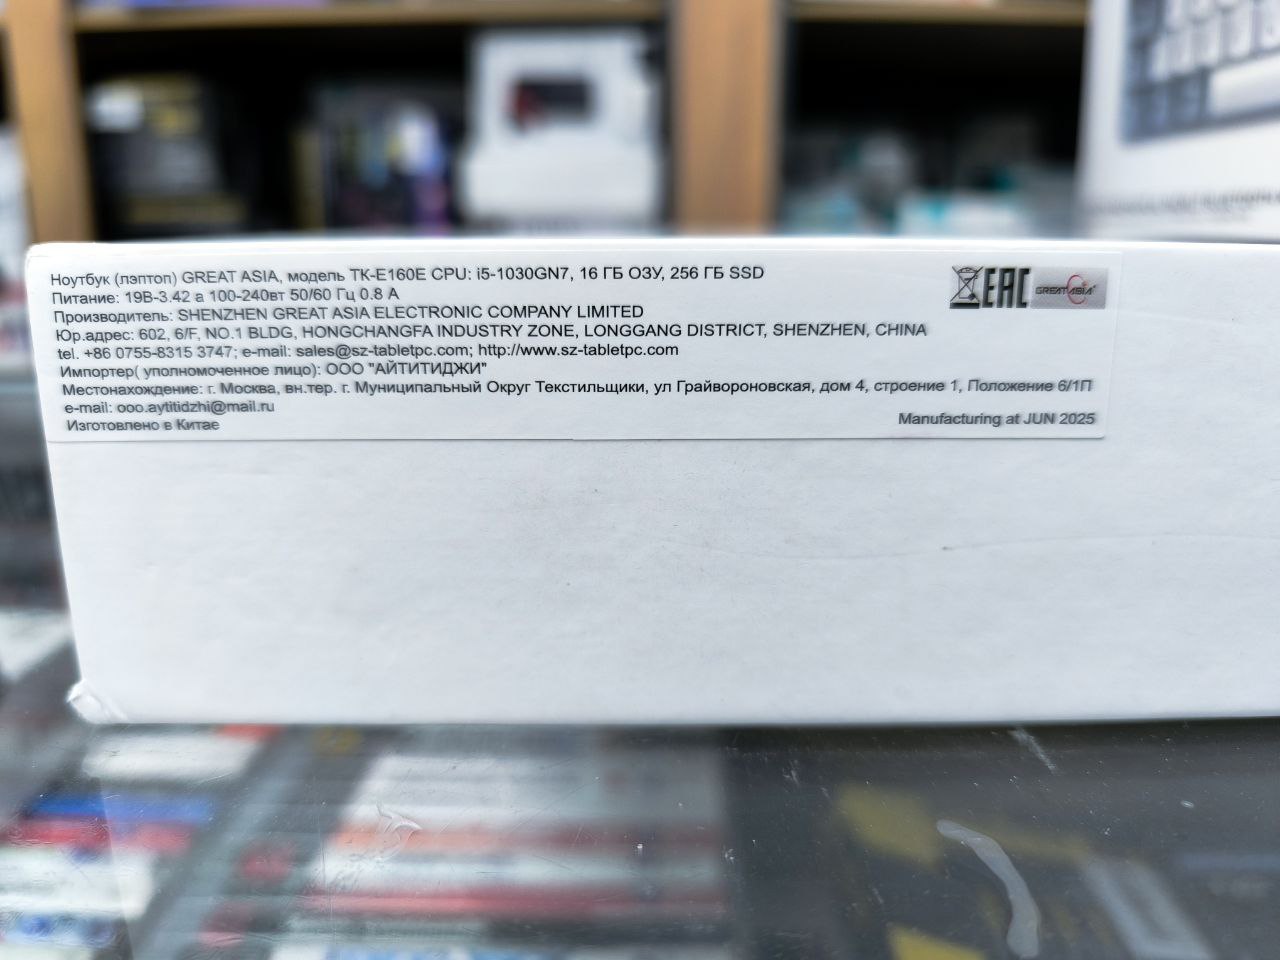 Ноутбук (лэптоп) GREAT ASIA, модель TK-E160E CPU: i5-1030GN7, 16 ГБ ОЗУ, 256 ГБ SSD
Питание: 19В-3.42 а 100-240вт 50/60 Гц 0.8 А
Производитель: SHENZHEN GREAT ASIA ELECTRONIC COMPANY LIMITED
Юр.адрес: 602, 6/F, NO.1 BLDG, HONGCHANGFA INDUSTRY ZONE, LONGGANG DISTRICT, SHENZHEN, CHINA
tel. +86 0755-8315 3747; e-mail: sales@sz-tabletpc.com; http://www.sz-tabletpc.com
Импортер( уполномоченное лицо): ООО "АЙТИТИДЖИ"
Местонахождение: г. Москва, вн.тер. г. Муниципальный Округ Текстильщики, ул Грайвороновская, дом 4, строение 1, Положение 6/1П
e-mail: ooo.aytitidzhi@mail.ru
Изготовлено в Китае
EAC
GREAT ASIA
Manufacturing at JUN 2025